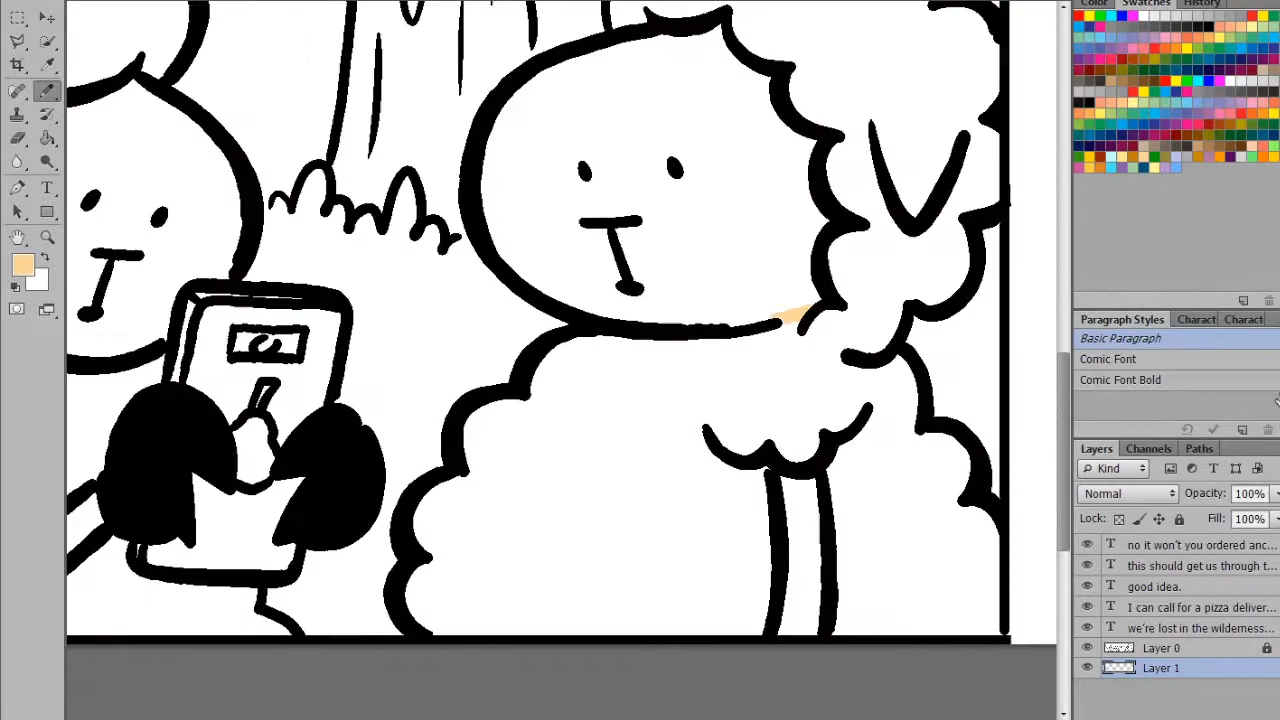 Color Swatches History
Paragraph Styles Charact Charact
Basic Paragraph
Comic Font
Comic Font Bold
Layers Channels Paths
Kind
Normal Opacity: 100%
Lock: Fill: 100%
T no it won't you ordered anc...
T this should get us through t...
T good idea.
T I can call for a pizza deliver...
T we're lost in the wilderness...
Layer 0
Layer 1